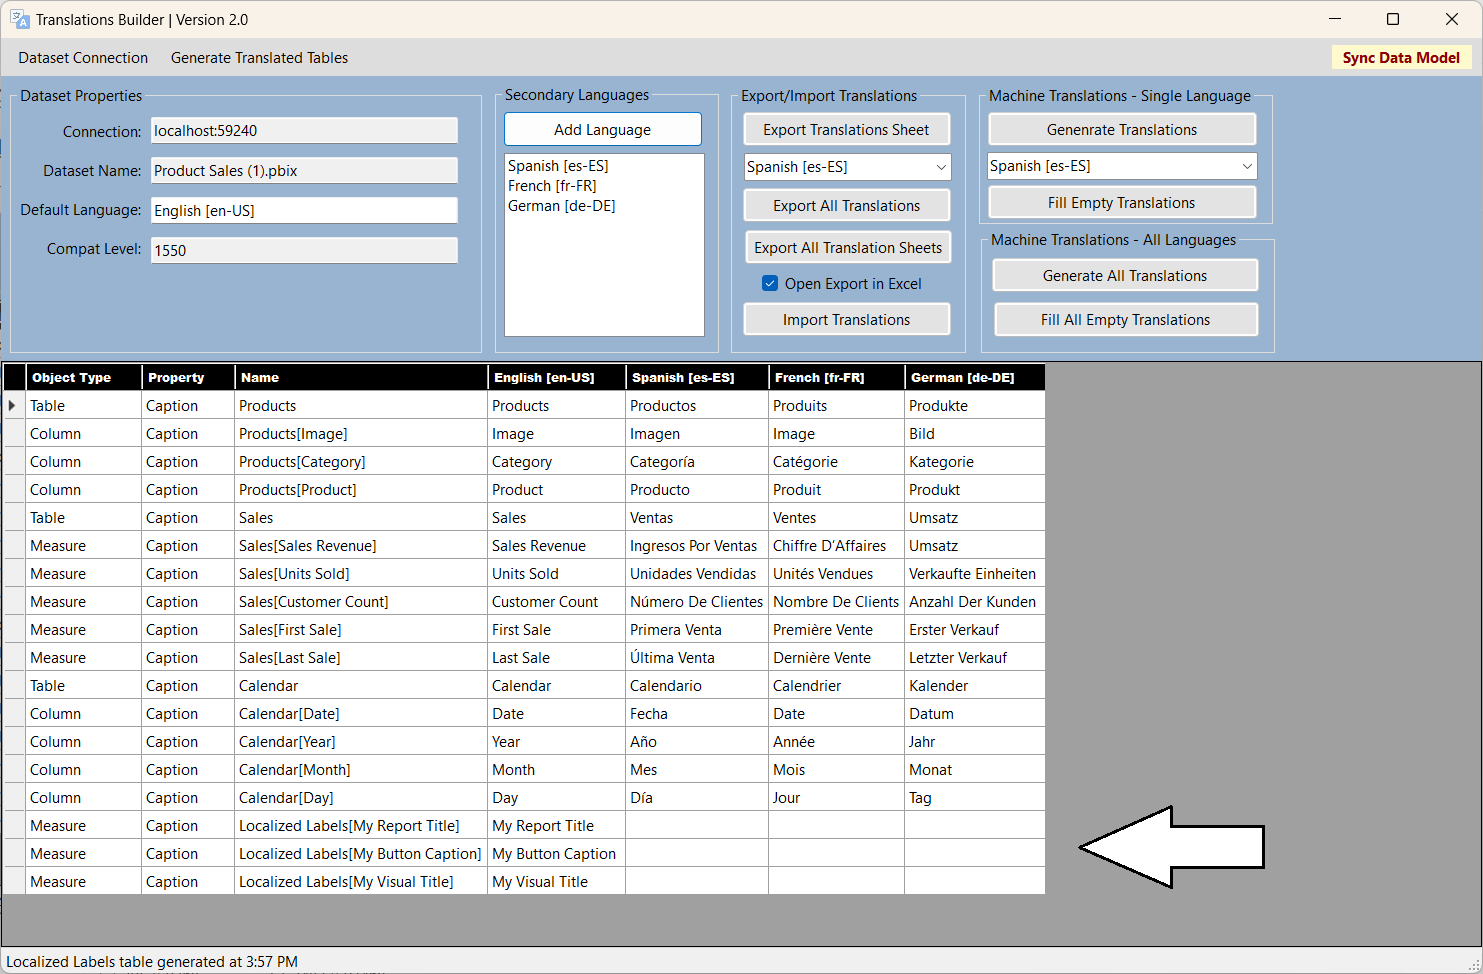 Translations Builder | Version 2.0
Dataset Connection Generate Translated Tables Sync Data Model
Dataset Properties
Connection: localhost:59240
Dataset Name: Product Sales (1).pbix
Default Language: English [en-US]
Compat Level: 1550
Secondary Languages
Add Language
Spanish [es-ES]
French [fr-FR]
German [de-DE]
Export/Import Translations
Export Translations Sheet
Spanish [es-ES]
Export All Translations
Export All Translation Sheets
Open Export in Excel
Import Translations
Machine Translations - Single Language
Genenrate Translations
Spanish [es-ES]
Fill Empty Translations
Machine Translations - All Languages
Generate All Translations
Fill All Empty Translations
Object Type Property Name English [en-US] Spanish [es-ES] French [fr-FR] German [de-DE]
Table Caption Products Products Productos Produits Produkte
Column Caption Products[Image] Image Imagen Image Bild
Column Caption Products[Category] Category Categoría Catégorie Kategorie
Column Caption Products[Product] Product Producto Produit Produkt
Table Caption Sales Sales Ventas Ventes Umsatz
Measure Caption Sales[Sales Revenue] Sales Revenue Ingresos Por Ventas Chiffre D’Affaires Umsatz
Measure Caption Sales[Units Sold] Units Sold Unidades Vendidas Unités Vendues Verkaufte Einheiten
Measure Caption Sales[Customer Count] Customer Count Número De Clientes Nombre De Clients Anzahl Der Kunden
Measure Caption Sales[First Sale] First Sale Primera Venta Première Vente Erster Verkauf
Measure Caption Sales[Last Sale] Last Sale Última Venta Dernière Vente Letzter Verkauf
Table Caption Calendar Calendar Calendario Calendrier Kalender
Column Caption Calendar[Date] Date Fecha Date Datum
Column Caption Calendar[Year] Year Año Année Jahr
Column Caption Calendar[Month] Month Mes Mois Monat
Column Caption Calendar[Day] Day Día Jour Tag
Measure Caption Localized Labels[My Report Title] My Report Title
Measure Caption Localized Labels[My Button Caption] My Button Caption
Measure Caption Localized Labels[My Visual Title] My Visual Title
Localized Labels table generated at 3:57 PM